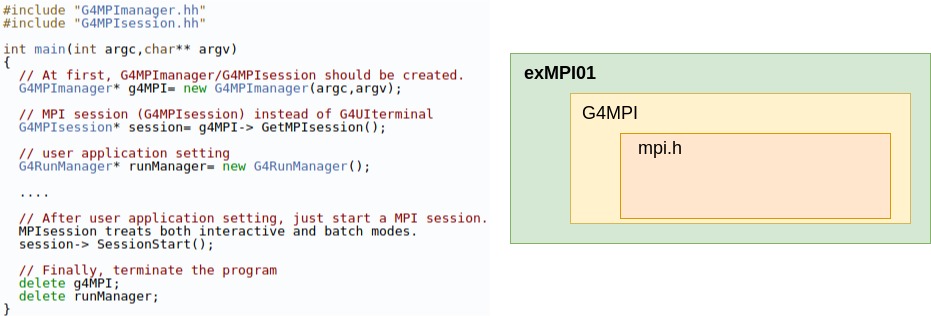 #include "G4MPImanager.hh"
#include "G4MPIsession.hh"
int main(int argc,char** argv)
{
// At first, G4MPImanager/G4MPIsession should be created.
G4MPImanager* g4MPI= new G4MPImanager(argc,argv);
// MPI session (G4MPIsession) instead of G4UIterminal
G4MPIsession* session= g4MPI-> GetMPIsession();
// user application setting
G4RunManager* runManager= new G4RunManager();
....
// After user application setting, just start a MPI session.
MPIsession treats both interactive and batch modes.
session-> SessionStart();
// Finally, terminate the program
delete g4MPI;
delete runManager;
}
exMPI01
G4MPI
mpi.h